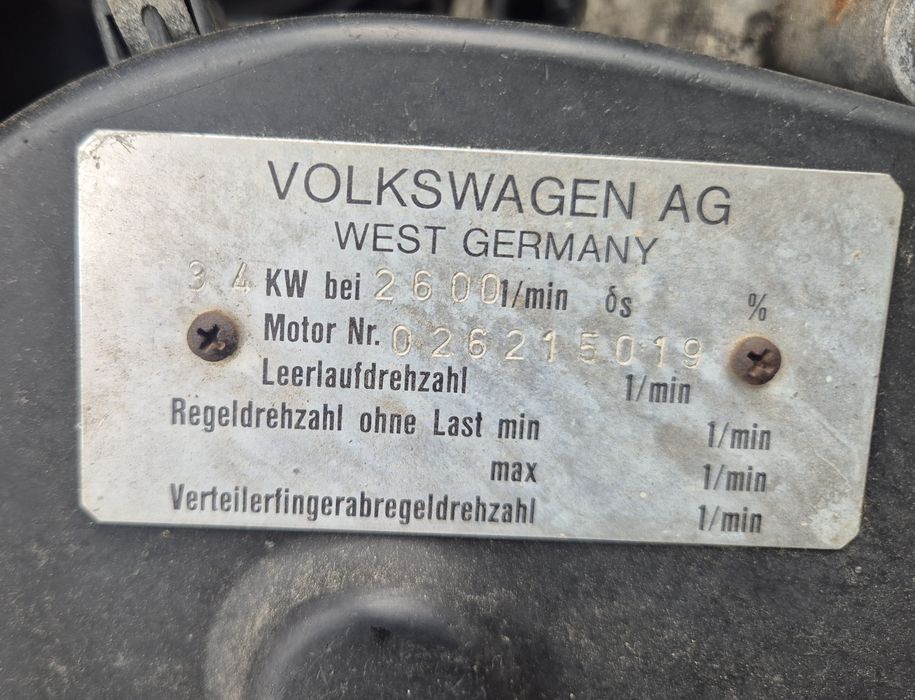 VOLKSWAGEN AG
WEST GERMANY
34 KW bei 2600 1/min δs %
Motor Nr. 026215019
Leerlaufdrehzahl 1/min
Regeldrehzahl ohne Last min 1/min
max 1/min
Verteilerfingerabregeldrehzahl 1/min